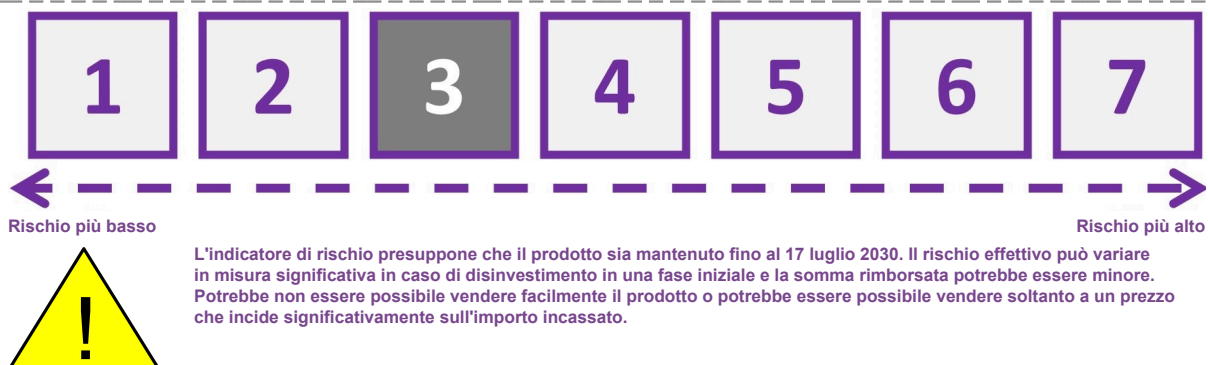 1 2 3 4 5 6 7
Rischio più basso Rischio più alto
L'indicatore di rischio presuppone che il prodotto sia mantenuto fino al 17 luglio 2030. Il rischio effettivo può variare
in misura significativa in caso di disinvestimento in una fase iniziale e la somma rimborsata potrebbe essere minore.
Potrebbe non essere possibile vendere facilmente il prodotto o potrebbe essere possibile vendere soltanto a un prezzo
che incide significativamente sull'importo incassato.
!